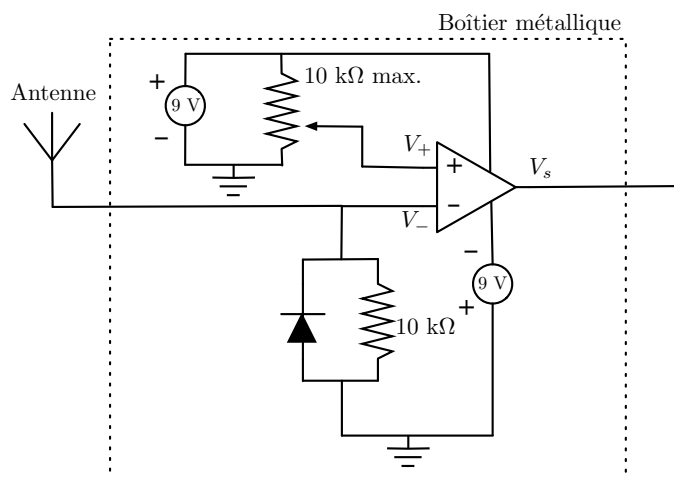 Boîtier métallique
Antenne
+
9 V
−
10 kΩ max.
V₊
+
−
V₋
Vₛ
−
9 V
+
10 kΩ